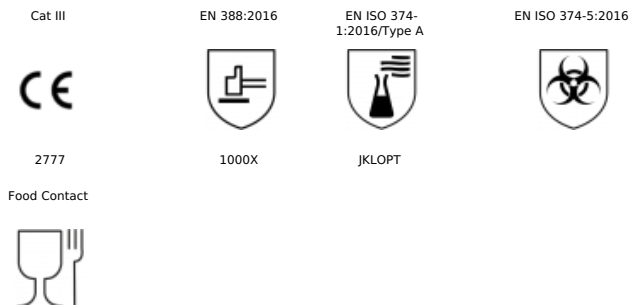 Cat III
EN 388:2016
EN ISO 374-
1:2016/Type A
EN ISO 374-5:2016
CE
2777
1000X
JKLOPT
Food Contact